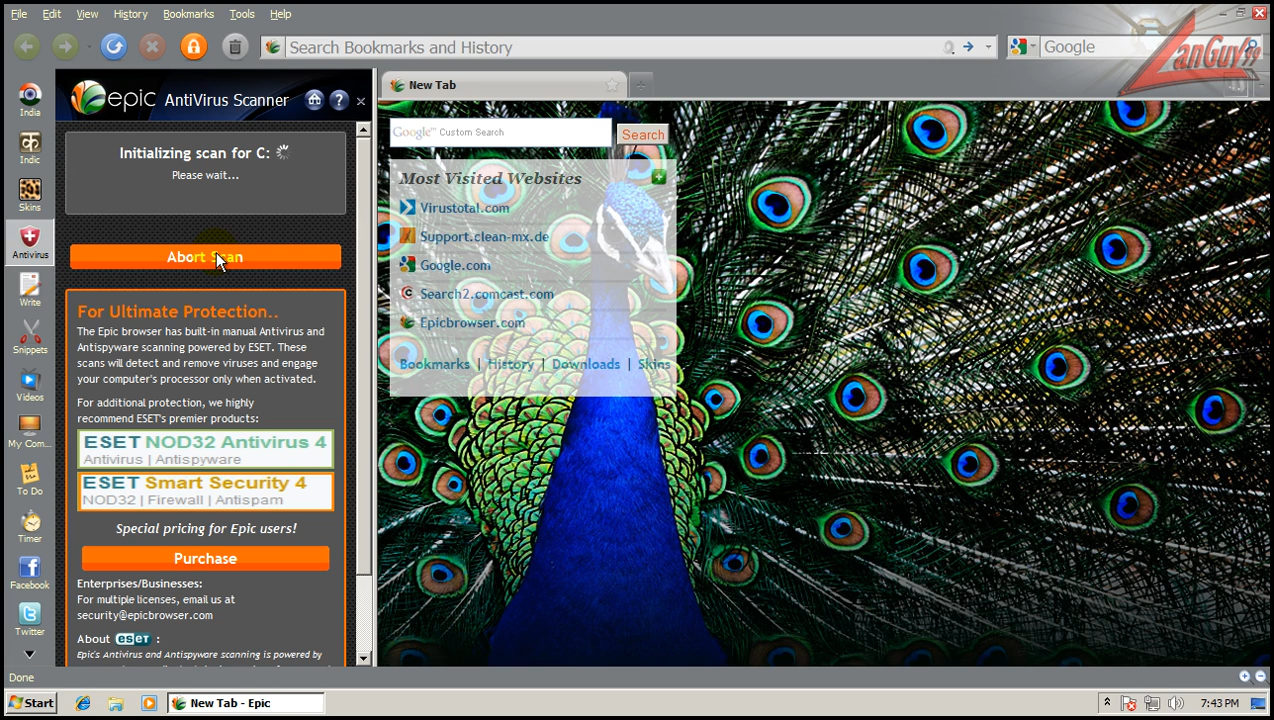 File Edit View History Bookmarks Tools Help
Search Bookmarks and History
Google
LanGuy99
India
Indic
Skins
Antivirus
Write
Snippets
Videos
My Com...
To Do
Timer
Facebook
Twitter
epic AntiVirus Scanner
Initializing scan for C:
Please wait...
Abort Scan
For Ultimate Protection..
The Epic browser has built-in manual Antivirus and
Antispyware scanning powered by ESET. These
scans will detect and remove viruses and engage
your computer's processor only when activated.
For additional protection, we highly
recommend ESET's premier products:
ESET NOD32 Antivirus 4
Antivirus | Antispyware
ESET Smart Security 4
NOD32 | Firewall | Antispam
Special pricing for Epic users!
Purchase
Enterprises/Businesses:
For multiple licenses, email us at
security@epicbrowser.com
About eset :
Epic's Antivirus and Antispyware scanning is powered by
New Tab
Google™ Custom Search
Search
Most Visited Websites
Virustotal.com
Support.clean-mx.de
Google.com
Search2.comcast.com
Epicbrowser.com
Bookmarks | History | Downloads | Skins
Done
Start
New Tab - Epic
7:43 PM